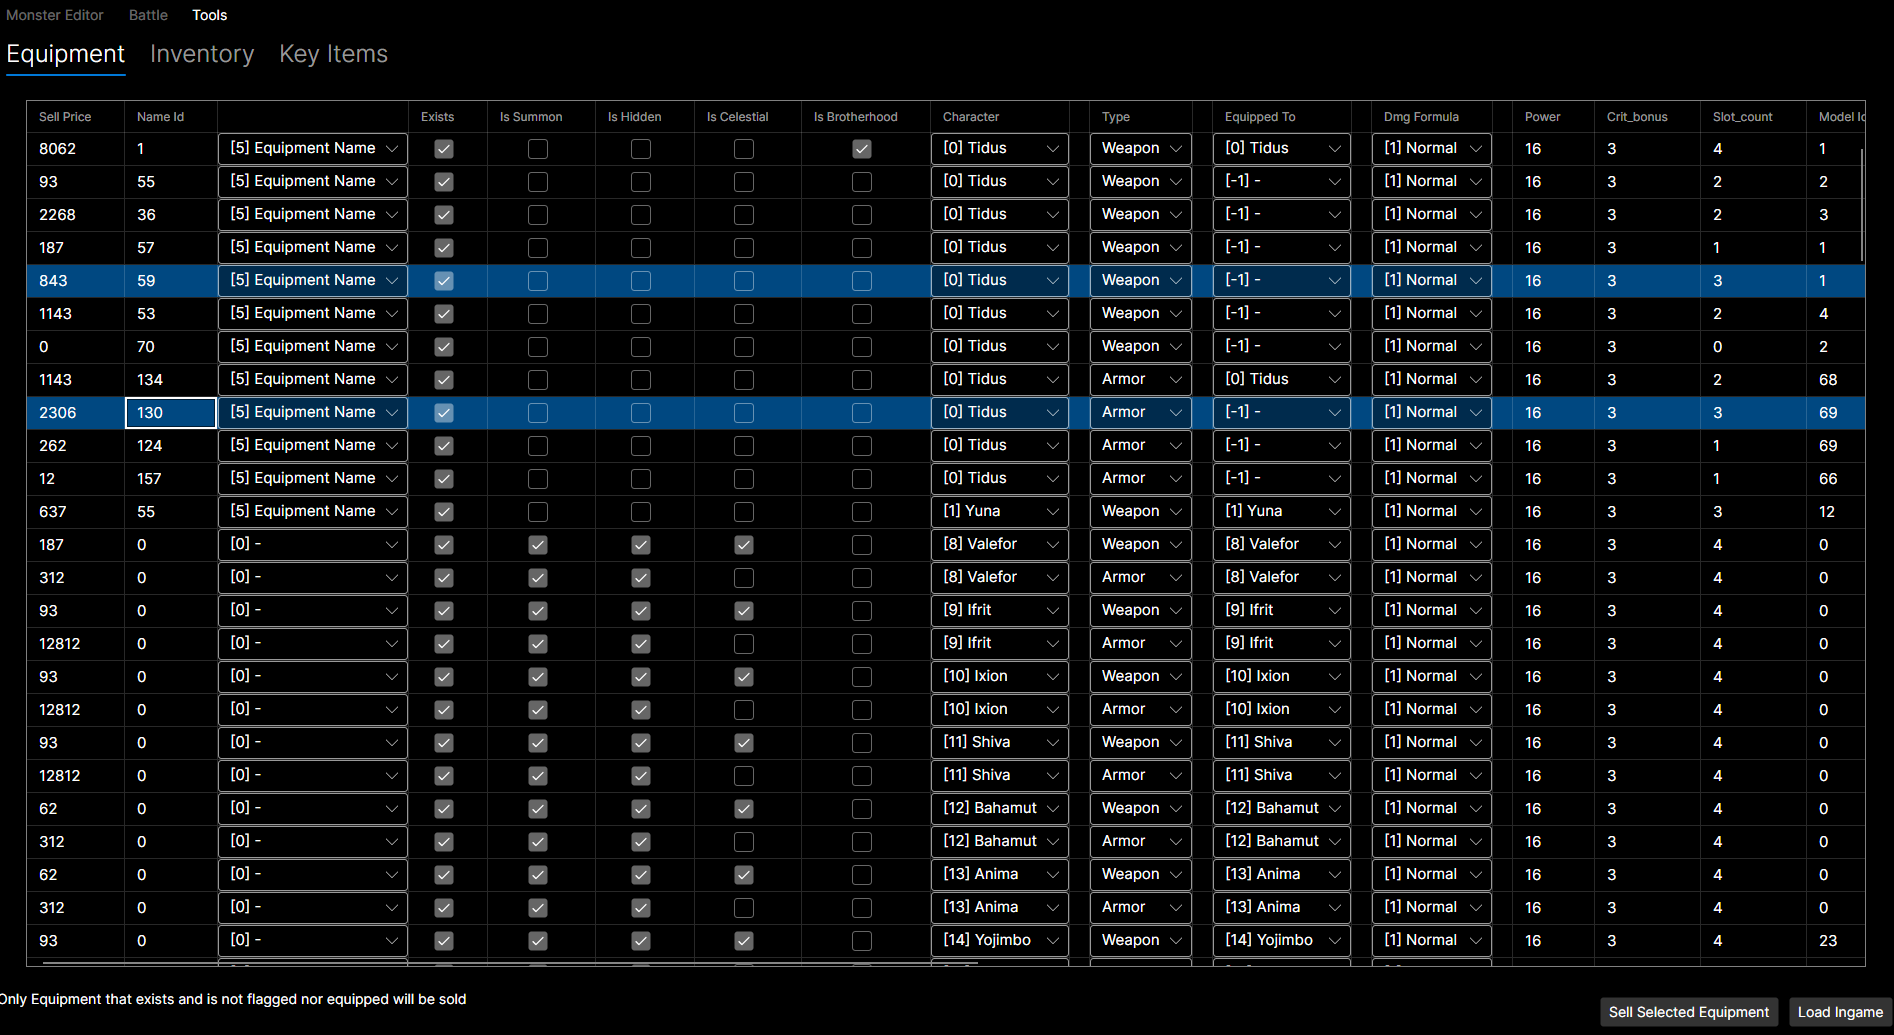 Monster Editor Battle Tools
Equipment Inventory Key Items
Sell Price Name Id Exists Is Summon Is Hidden Is Celestial Is Brotherhood Character Type Equipped To Dmg Formula Power Crit_bonus Slot_count Model
8062 1 [5] Equipment Name [0] Tidus Weapon [0] Tidus [1] Normal 16 3 4 1
93 55 [5] Equipment Name [0] Tidus Weapon [-1] - [1] Normal 16 3 2 2
2268 36 [5] Equipment Name [0] Tidus Weapon [-1] - [1] Normal 16 3 2 3
187 57 [5] Equipment Name [0] Tidus Weapon [-1] - [1] Normal 16 3 1 1
843 59 [5] Equipment Name [0] Tidus Weapon [-1] - [1] Normal 16 3 3 1
1143 53 [5] Equipment Name [0] Tidus Weapon [-1] - [1] Normal 16 3 2 4
0 70 [5] Equipment Name [0] Tidus Weapon [-1] - [1] Normal 16 3 0 2
1143 134 [5] Equipment Name [0] Tidus Armor [0] Tidus [1] Normal 16 3 2 68
2306 130 [5] Equipment Name [0] Tidus Armor [-1] - [1] Normal 16 3 3 69
262 124 [5] Equipment Name [0] Tidus Armor [-1] - [1] Normal 16 3 1 69
12 157 [5] Equipment Name [0] Tidus Armor [-1] - [1] Normal 16 3 1 66
637 55 [5] Equipment Name [1] Yuna Weapon [1] Yuna [1] Normal 16 3 3 12
187 0 [0] - [8] Valefor Weapon [8] Valefor [1] Normal 16 3 4 0
312 0 [0] - [8] Valefor Armor [8] Valefor [1] Normal 16 3 4 0
93 0 [0] - [9] Ifrit Weapon [9] Ifrit [1] Normal 16 3 4 0
12812 0 [0] - [9] Ifrit Armor [9] Ifrit [1] Normal 16 3 4 0
93 0 [0] - [10] Ixion Weapon [10] Ixion [1] Normal 16 3 4 0
12812 0 [0] - [10] Ixion Armor [10] Ixion [1] Normal 16 3 4 0
93 0 [0] - [11] Shiva Weapon [11] Shiva [1] Normal 16 3 4 0
12812 0 [0] - [11] Shiva Armor [11] Shiva [1] Normal 16 3 4 0
62 0 [0] - [12] Bahamut Weapon [12] Bahamut [1] Normal 16 3 4 0
312 0 [0] - [12] Bahamut Armor [12] Bahamut [1] Normal 16 3 4 0
62 0 [0] - [13] Anima Weapon [13] Anima [1] Normal 16 3 4 0
312 0 [0] - [13] Anima Armor [13] Anima [1] Normal 16 3 4 0
93 0 [0] - [14] Yojimbo Weapon [14] Yojimbo [1] Normal 16 3 4 23
Only Equipment that exists and is not flagged nor equipped will be sold
Sell Selected Equipment Load Ingame